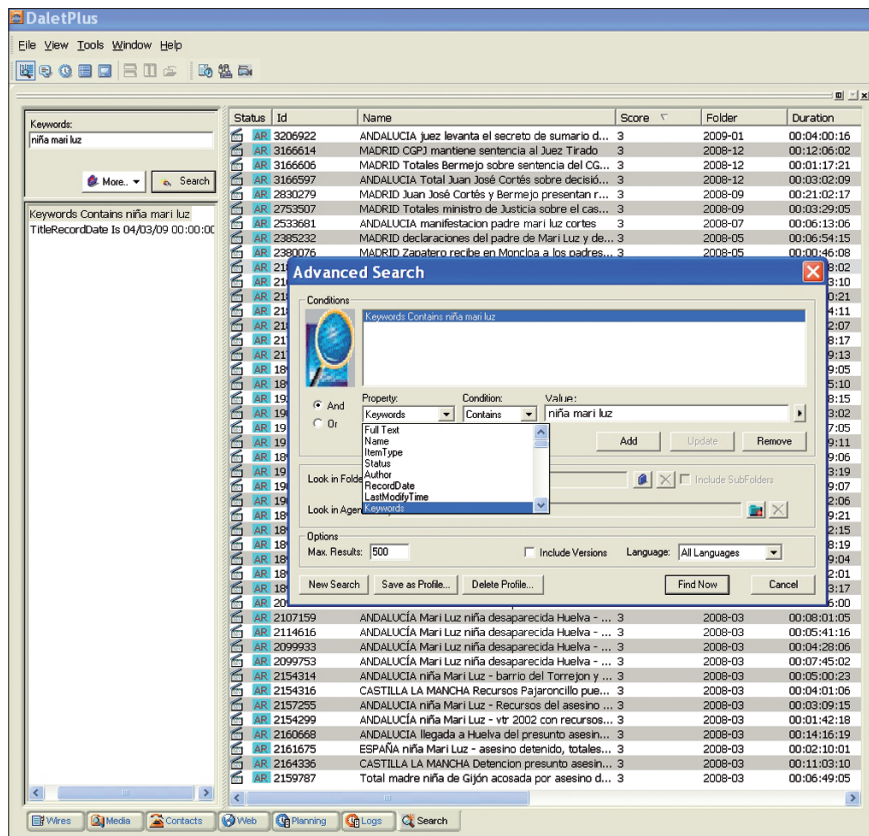 DaletPlus
File View Tools Window Help
Keywords:
niña mari luz
More.. Search
Keywords Contains niña mari luz
TitleRecordDate Is 04/03/09 00:00:00
Status Id Name Score Folder Duration
AR 3206922 ANDALUCIA juez levanta el secreto de sumario d... 3 2009-01 00:04:00:16
AR 3166614 MADRID CGPJ mantiene sentencia al Juez Tirado 3 2008-12 00:12:06:02
AR 3166606 MADRID Totales Bermejo sobre sentencia del CG... 3 2008-12 00:01:17:21
AR 3166597 ANDALUCIA Total Juan José Cortés sobre decisió... 3 2008-12 00:03:02:09
AR 2830279 MADRID Juan José Cortés y Bermejo presentan r... 3 2008-09 00:21:02:17
AR 2753507 MADRID Totales ministro de Justicia sobre el cas... 3 2008-09 00:03:29:05
AR 2533681 ANDALUCIA manifestacion padre mari luz cortes 3 2008-07 00:06:13:06
AR 2385232 MADRID declaraciones del padre de Mari Luz y de... 3 2008-05 00:06:54:15
AR 2380076 MADRID Zapatero recibe en Moncloa a los padres... 3 2008-05 00:00:46:08
Advanced Search
Conditions
Keywords Contains niña mari luz
And
Or
Property: Condition: Value:
Keywords Contains niña mari luz
Full Text
Name
ItemType
Status
Author
RecordDate
LastModifyTime
Keywords
Add Update Remove
Look in Folde
Include SubFolders
Look in Agen
Options
Max. Results: 500 Include Versions Language: All Languages
New Search Save as Profile... Delete Profile... Find Now Cancel
AR 2107159 ANDALUCÍA Mari Luz niña desaparecida Huelva - ... 3 2008-03 00:08:01:05
AR 2114616 ANDALUCÍA Mari Luz niña desaparecida Huelva - ... 3 2008-03 00:05:41:16
AR 2099933 ANDALUCÍA Mari Luz niña desaparecida Huelva - ... 3 2008-03 00:04:28:06
AR 2099753 ANDALUCÍA Mari Luz niña desaparecida Huelva - ... 3 2008-03 00:07:45:02
AR 2154314 ANDALUCIA niña Mari Luz - barrio del Torrejon y ... 3 2008-03 00:05:00:23
AR 2154316 CASTILLA LA MANCHA Recursos Pajaroncillo pue... 3 2008-03 00:04:01:06
AR 2157255 ANDALUCIA niña Mari Luz - Recursos del asesino ... 3 2008-03 00:03:09:15
AR 2154299 ANDALUCÍA niña Mari Luz - vtr 2002 con recursos... 3 2008-03 00:01:42:18
AR 2160668 ANDALUCIA llegada a Huelva del presunto asesin... 3 2008-03 00:14:16:19
AR 2161675 ESPAÑA niña Mari Luz - asesino detenido, totales... 3 2008-03 00:02:10:01
AR 2164336 CASTILLA LA MANCHA Detencion presunto asesin... 3 2008-03 00:11:03:10
AR 2159787 Total madre niña de Gijón acosada por asesino d... 3 2008-03 00:06:49:05
Wires Media Contacts Web Planning Logs Search